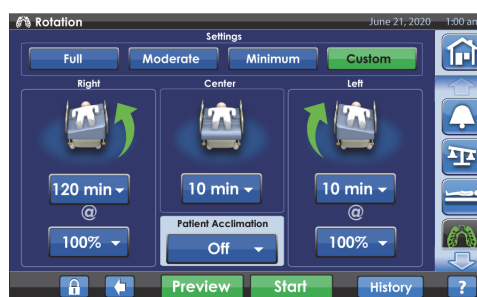 Rotation June 21, 2020 1:00 am
Settings
Full Moderate Minimum Custom
Right Center Left
120 min 10 min 10 min
@ @
100% Patient Acclimation 100%
Off
Preview Start History ?